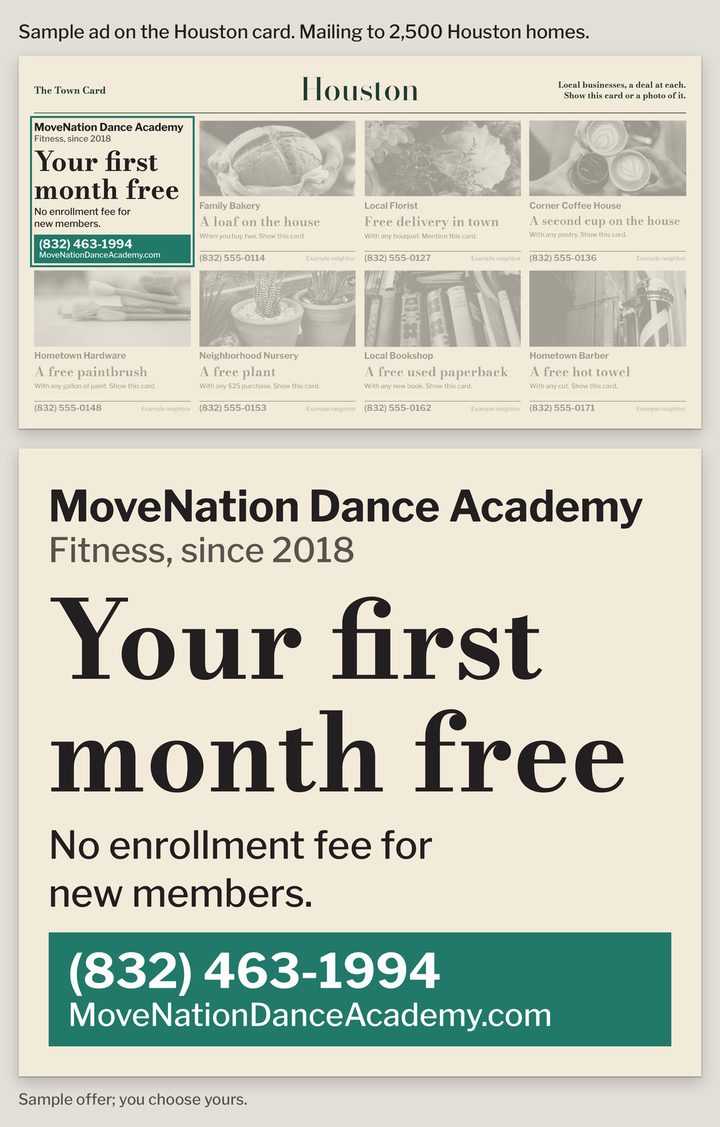 Sample ad on the Houston card. Mailing to 2,500 Houston homes.
The Town Card
Houston
Local businesses, a deal at each.
Show this card or a photo of it.
MoveNation Dance Academy
Fitness, since 2018
Your first
month free
No enrollment fee for
new members.
(832) 463-1994
MoveNationDanceAcademy.com
Family Bakery
A loaf on the house
When you buy two. Show this card.
(832) 555-0114
Example neighbor
Local Florist
Free delivery in town
With any bouquet. Mention this card.
(832) 555-0127
Example neighbor
Corner Coffee House
A second cup on the house
With any pastry. Show this card.
(832) 555-0136
Example neighbor
Hometown Hardware
A free paintbrush
With any gallon of paint. Show this card.
(832) 555-0148
Example neighbor
Neighborhood Nursery
A free plant
With any $25 purchase. Show this card.
(832) 555-0153
Example neighbor
Local Bookshop
A free used paperback
With any new book. Show this card.
(832) 555-0162
Example neighbor
Hometown Barber
A free hot towel
With any cut. Show this card.
(832) 555-0171
Example neighbor
MoveNation Dance Academy
Fitness, since 2018
Your first
month free
No enrollment fee for
new members.
(832) 463-1994
MoveNationDanceAcademy.com
Sample offer; you choose yours.